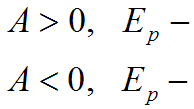 A > 0, E_p –
A < 0, E_p –